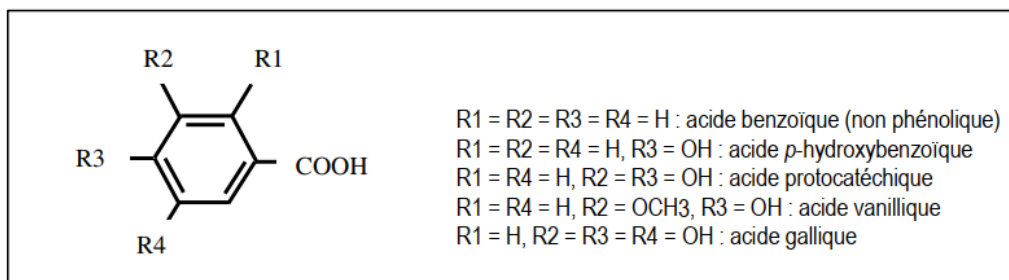 R2 R1
R1 = R2 = R3 = R4 = H : acide benzoïque (non phénolique)
R1 = R2 = R4 = H, R3 = OH : acide p-hydroxybenzoïque
R3 COOH
R1 = R4 = H, R2 = R3 = OH : acide protocatéchique
R1 = R4 = H, R2 = OCH3, R3 = OH : acide vanillique
R4
R1 = H, R2 = R3 = R4 = OH : acide gallique